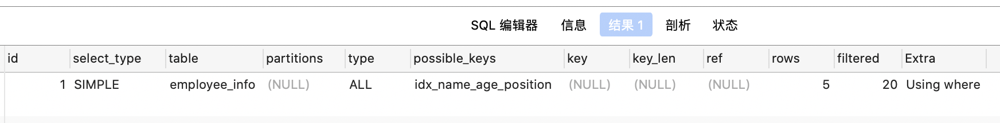 SQL 编辑器 信息 结果 1 剖析 状态
id select_type table partitions type possible_keys key key_len ref rows filtered Extra
1 SIMPLE employee_info (NULL) ALL idx_name_age_position (NULL) (NULL) (NULL) 5 20 Using where